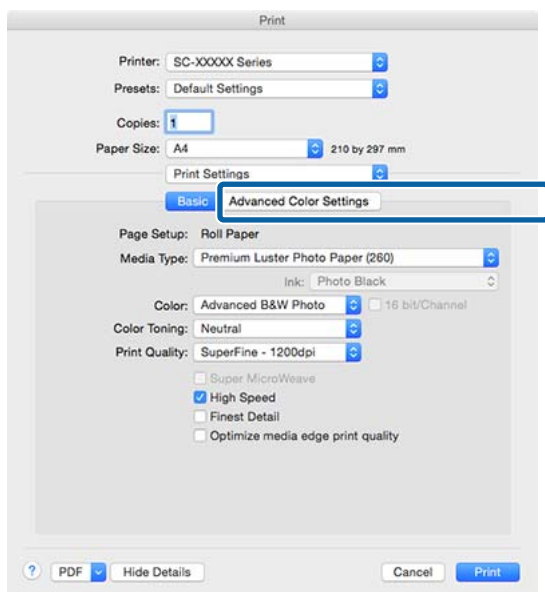 Print
Printer: SC-XXXXX Series
Presets: Default Settings
Copies: 1
Paper Size: A4 210 by 297 mm
Print Settings
Basic Advanced Color Settings
Page Setup: Roll Paper
Media Type: Premium Luster Photo Paper (260)
Ink: Photo Black
Color: Advanced B&W Photo 16 bit/Channel
Color Toning: Neutral
Print Quality: SuperFine - 1200dpi
Super MicroWeave
High Speed
Finest Detail
Optimize media edge print quality
? PDF Hide Details Cancel Print